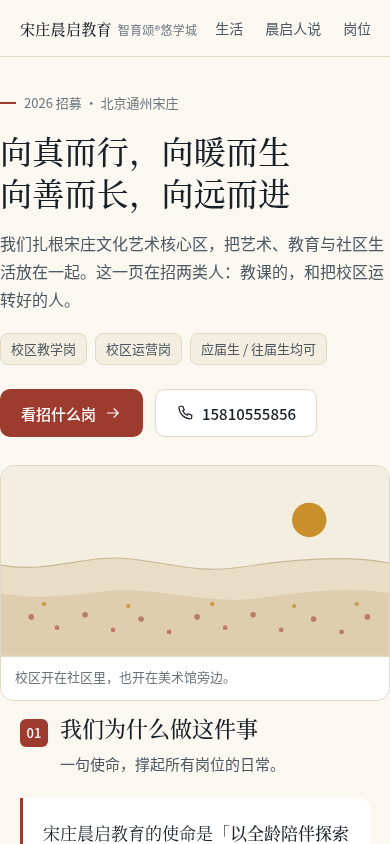 宋庄晨启教育 智育颂®悠学城 生活 晨启人说 岗位
2026 招募 · 北京通州宋庄
向真而行，向暖而生
向善而长，向远而进
我们扎根宋庄文化艺术核心区，把艺术、教育与社区生
活放在一起。这一页在招两类人：教课的，和把校区运
转好的人。
校区教学岗 校区运营岗 应届生 / 往届生均可
看招什么岗 → 15810555856
校区开在社区里，也开在美术馆旁边。
01 我们为什么做这件事
一句使命，撑起所有岗位的日常。
宋庄晨启教育的使命是「以全龄陪伴探索